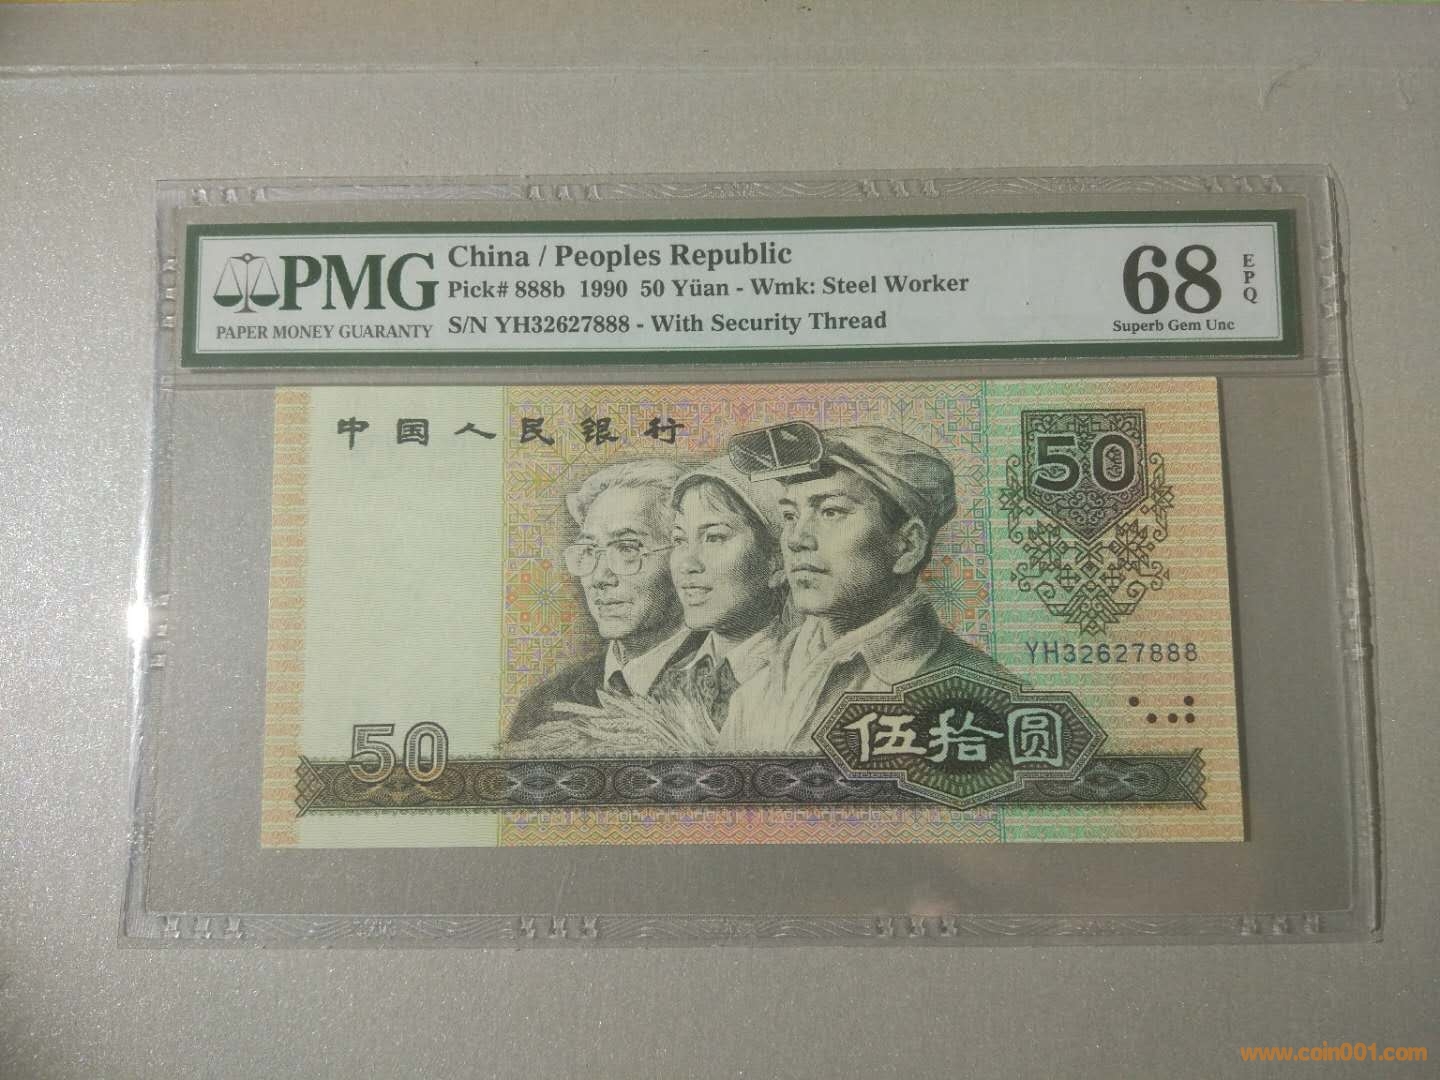 PMG
PAPER MONEY GUARANTY
China / Peoples Republic
Pick# 888b 1990 50 Yüan - Wmk: Steel Worker
S/N YH32627888 - With Security Thread
68
EPQ
Superb Gem Unc
中国人民银行
50
YH32627888
50
伍拾圆
www.coin001.com